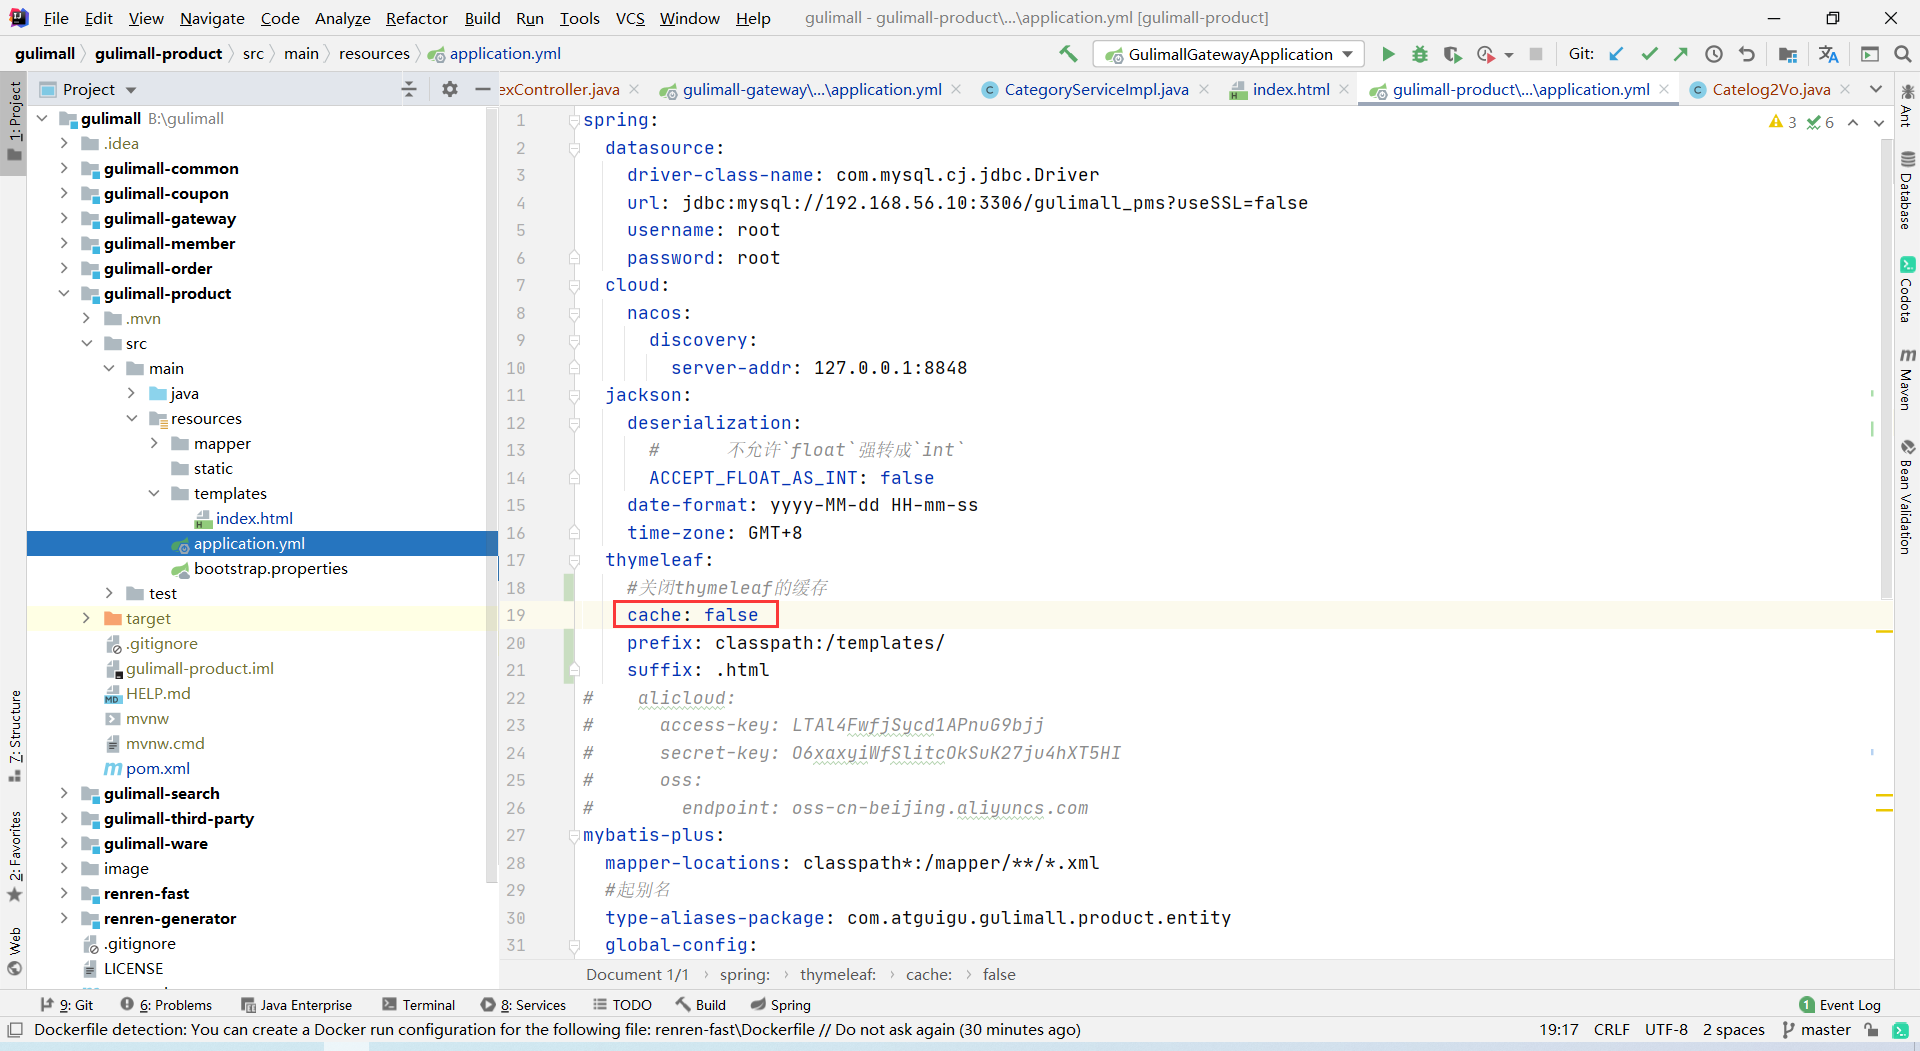 File Edit View Navigate Code Analyze Refactor Build Run Tools VCS Window Help gulimall - gulimall-product\...\application.yml [gulimall-product]
gulimall gulimall-product src main resources application.yml GulimallGatewayApplication Git:
Project exController.java gulimall-gateway\...\application.yml CategoryServiceImpl.java index.html gulimall-product\...\application.yml Catelog2Vo.java
1: Project
7: Structure
2: Favorites
Web
gulimall B:\gulimall
.idea
gulimall-common
gulimall-coupon
gulimall-gateway
gulimall-member
gulimall-order
gulimall-product
.mvn
src
main
java
resources
mapper
static
templates
index.html
application.yml
bootstrap.properties
test
target
.gitignore
gulimall-product.iml
HELP.md
mvnw
mvnw.cmd
pom.xml
gulimall-search
gulimall-third-party
gulimall-ware
image
renren-fast
renren-generator
.gitignore
LICENSE
3 6
1 spring:
2 datasource:
3 driver-class-name: com.mysql.cj.jdbc.Driver
4 url: jdbc:mysql://192.168.56.10:3306/gulimall_pms?useSSL=false
5 username: root
6 password: root
7 cloud:
8 nacos:
9 discovery:
10 server-addr: 127.0.0.1:8848
11 jackson:
12 deserialization:
13 # 不允许`float`强转成`int`
14 ACCEPT_FLOAT_AS_INT: false
15 date-format: yyyy-MM-dd HH-mm-ss
16 time-zone: GMT+8
17 thymeleaf:
18 #关闭thymeleaf的缓存
19 cache: false
20 prefix: classpath:/templates/
21 suffix: .html
22 # alicloud:
23 # access-key: LTAl4FwfjSycd1APnuG9bjj
24 # secret-key: O6xaxyiWfSlitcOkSuK27ju4hXT5HI
25 # oss:
26 # endpoint: oss-cn-beijing.aliyuncs.com
27 mybatis-plus:
28 mapper-locations: classpath*:/mapper/**/*.xml
29 #起别名
30 type-aliases-package: com.atguigu.gulimall.product.entity
31 global-config:
Ant
Database
Codota
Maven
Bean Validation
Document 1/1 spring: thymeleaf: cache: false
9: Git 6: Problems Java Enterprise Terminal 8: Services TODO Build Spring 1 Event Log
Dockerfile detection: You can create a Docker run configuration for the following file: renren-fast\Dockerfile // Do not ask again (30 minutes ago) 19:17 CRLF UTF-8 2 spaces master